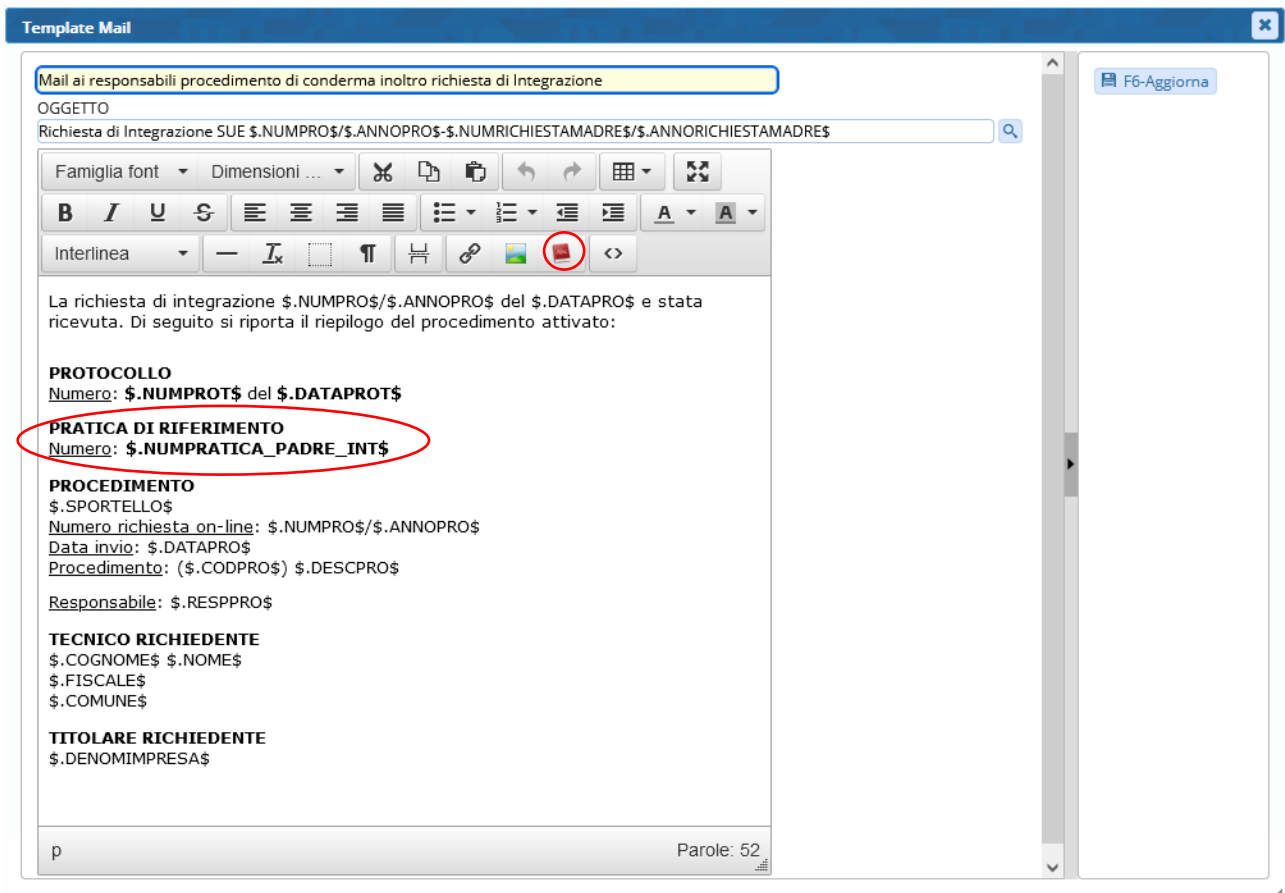 Template Mail
Mail ai responsabili procedimento di conderma inoltro richiesta di Integrazione
F6-Aggiorna
OGGETTO
Richiesta di Integrazione SUE $.NUMPRO$/$.ANNOPRO$-$.NUMRICHIESTAMADRE$/$.ANNORICHIESTAMADRE$
Famiglia font Dimensioni ...
B I U S A A
Interlinea
La richiesta di integrazione $.NUMPRO$/$.ANNOPRO$ del $.DATAPRO$ e stata
ricevuta. Di seguito si riporta il riepilogo del procedimento attivato:
PROTOCOLLO
Numero: $.NUMPROT$ del $.DATAPROT$
PRATICA DI RIFERIMENTO
Numero: $.NUMPRATICA_PADRE_INT$
PROCEDIMENTO
$.SPORTELLO$
Numero richiesta on-line: $.NUMPRO$/$.ANNOPRO$
Data invio: $.DATAPRO$
Procedimento: ($.CODPRO$) $.DESCPRO$
Responsabile: $.RESPPRO$
TECNICO RICHIEDENTE
$.COGNOME$ $.NOME$
$.FISCALE$
$.COMUNE$
TITOLARE RICHIEDENTE
$.DENOMIMPRESA$
p Parole: 52